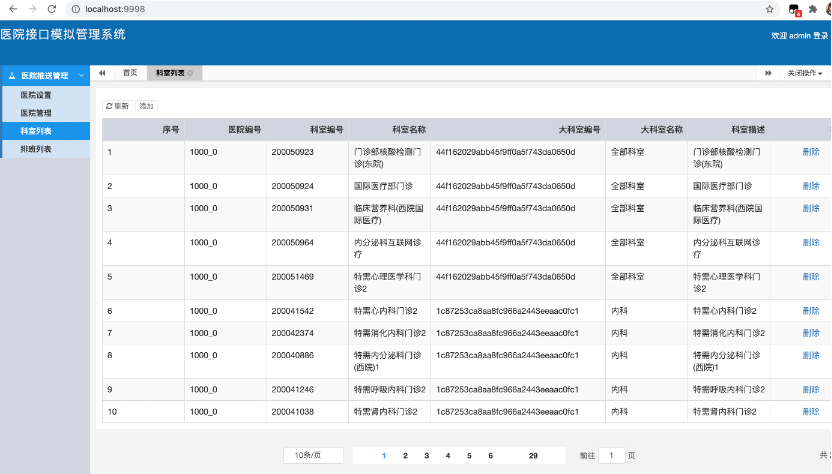 localhost:9998
医院接口模拟管理系统
欢迎 admin 登录
医院推送管理
首页
科室列表
关闭操作
医院设置
医院管理
科室列表
排班列表
刷新 添加
序号 医院编号 科室编号 科室名称 大科室编号 大科室名称 科室描述
1 1000_0 200050923 门诊部核酸检测门诊(东院) 44f162029abb45f9ff0a5f743da0650d 全部科室 门诊部核酸检测门诊(东院) 删除
2 1000_0 200050924 国际医疗部门诊 44f162029abb45f9ff0a5f743da0650d 全部科室 国际医疗部门诊 删除
3 1000_0 200050931 临床营养科(西院国际医疗) 44f162029abb45f9ff0a5f743da0650d 全部科室 临床营养科(西院国际医疗) 删除
4 1000_0 200050964 内分泌科互联网诊疗 44f162029abb45f9ff0a5f743da0650d 全部科室 内分泌科互联网诊疗 删除
5 1000_0 200051469 特需心理医学科门诊2 44f162029abb45f9ff0a5f743da0650d 全部科室 特需心理医学科门诊2 删除
6 1000_0 200041542 特需心内科门诊2 1c87253ca8aa8fc966a2443eeaac0fc1 内科 特需心内科门诊2 删除
7 1000_0 200042374 特需消化内科门诊2 1c87253ca8aa8fc966a2443eeaac0fc1 内科 特需消化内科门诊2 删除
8 1000_0 200040886 特需内分泌科门诊(西院)1 1c87253ca8aa8fc966a2443eeaac0fc1 内科 特需内分泌科门诊(西院)1 删除
9 1000_0 200041246 特需呼吸内科门诊2 1c87253ca8aa8fc966a2443eeaac0fc1 内科 特需呼吸内科门诊2 删除
10 1000_0 200041038 特需肾内科门诊2 1c87253ca8aa8fc966a2443eeaac0fc1 内科 特需肾内科门诊2 删除
10条/页 1 2 3 4 5 6 29 前往 1 页 共